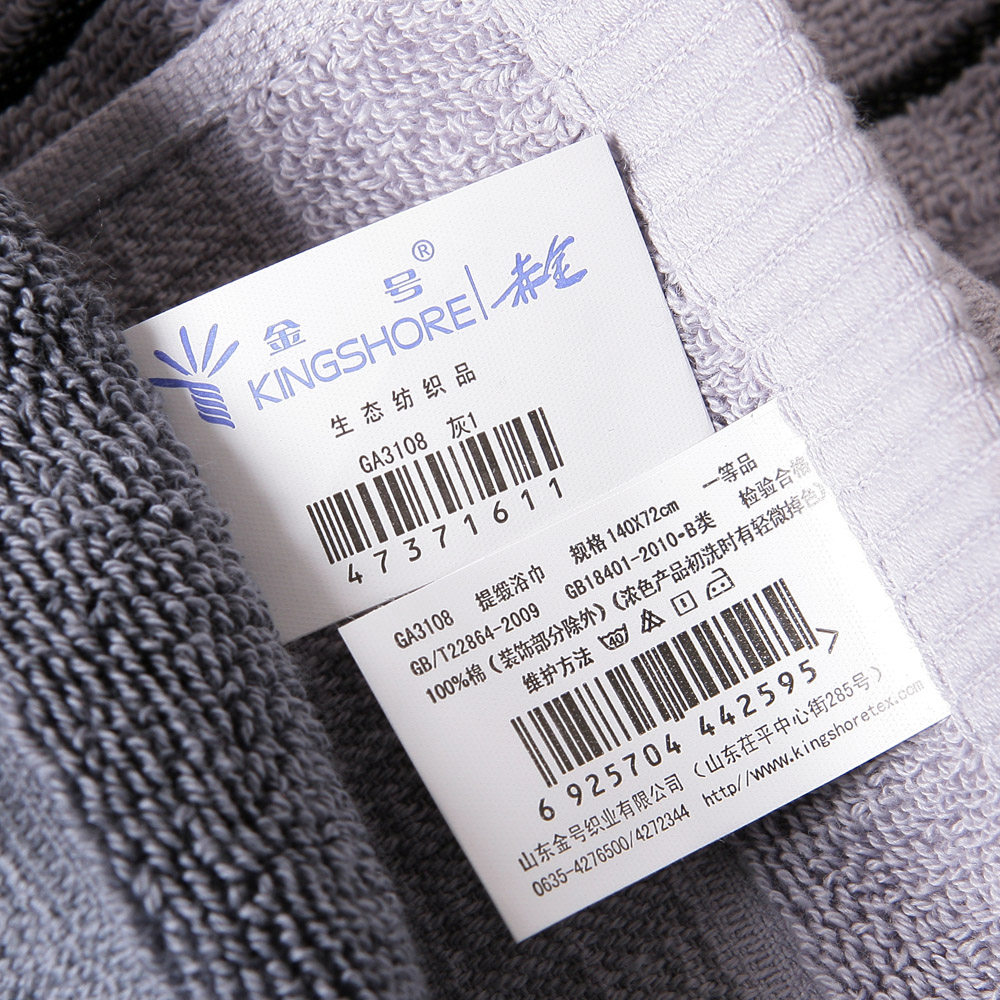 金号®
KINGSHORE|赤金
生态纺织品
GA3108 灰1
4737161 1
GA3108 提缎浴巾 规格140X72cm 一等品
GB/T22864-2009 GB18401-2010-B类 检验合格
100%棉（装饰部分除外）（浓色产品初洗时有轻微掉色）
维护方法 40
6 925704 442595 >
山东金号织业有限公司（山东茌平中心街285号）
0635-4276500/4272344 http//www.kingshoretex.com